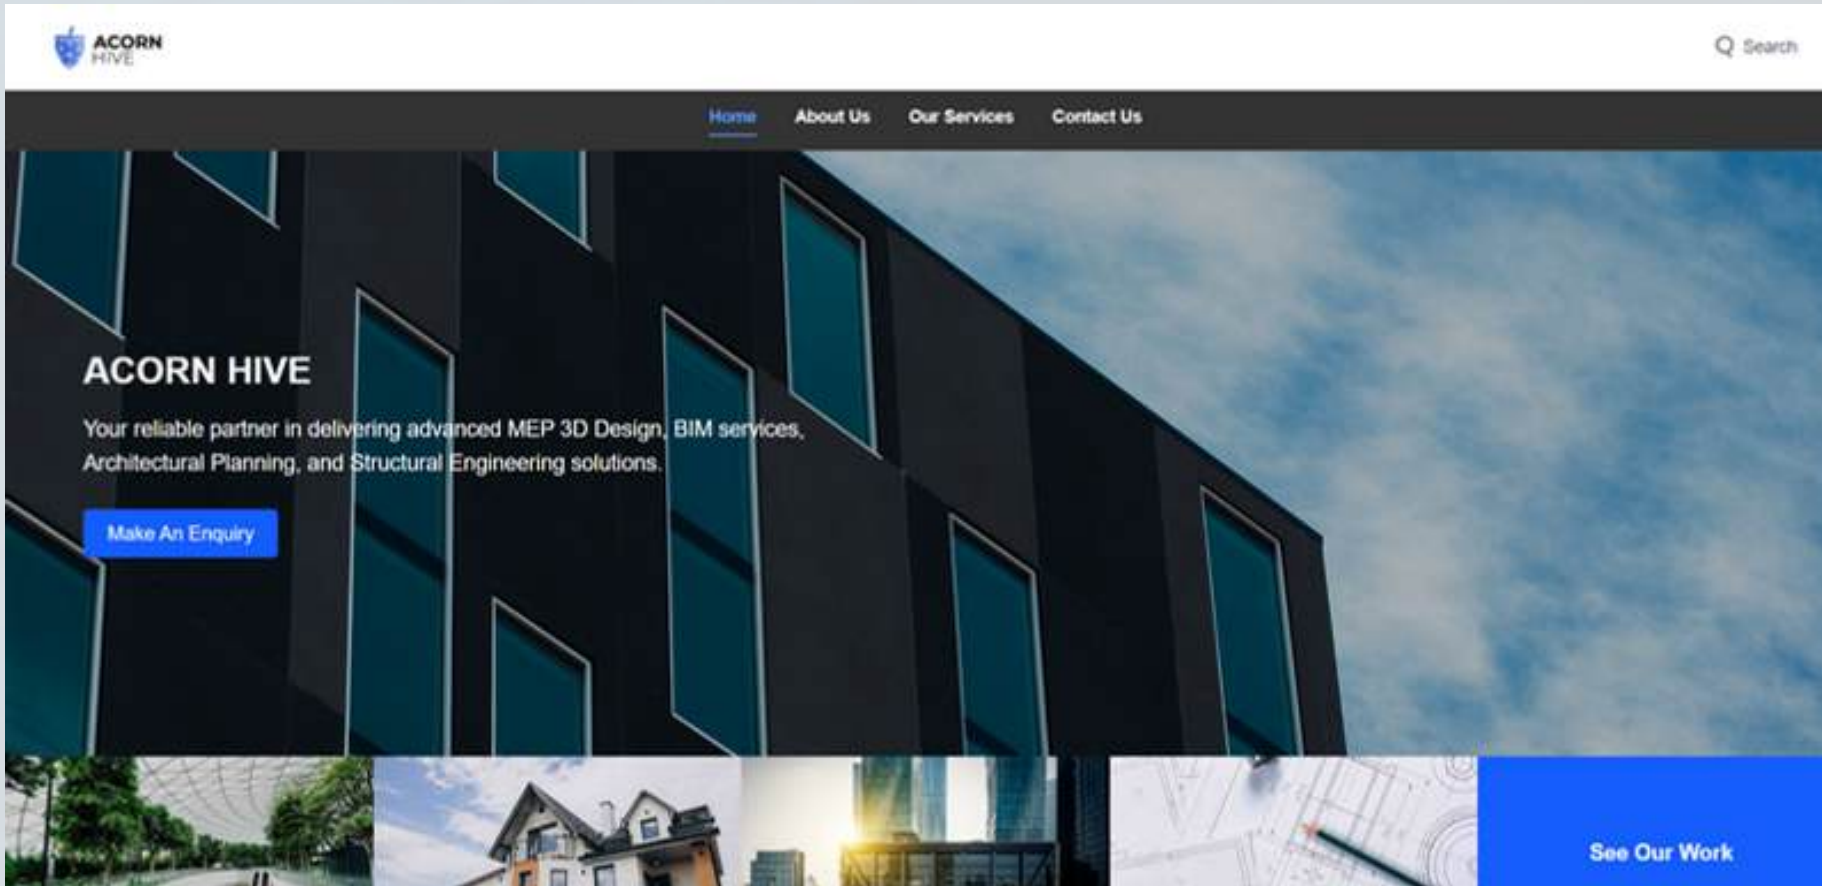 ACORN
HIVE
Search
Home
About Us
Our Services
Contact Us
ACORN HIVE
Your reliable partner in delivering advanced MEP 3D Design, BIM services,
Architectural Planning, and Structural Engineering solutions.
Make An Enquiry
See Our Work